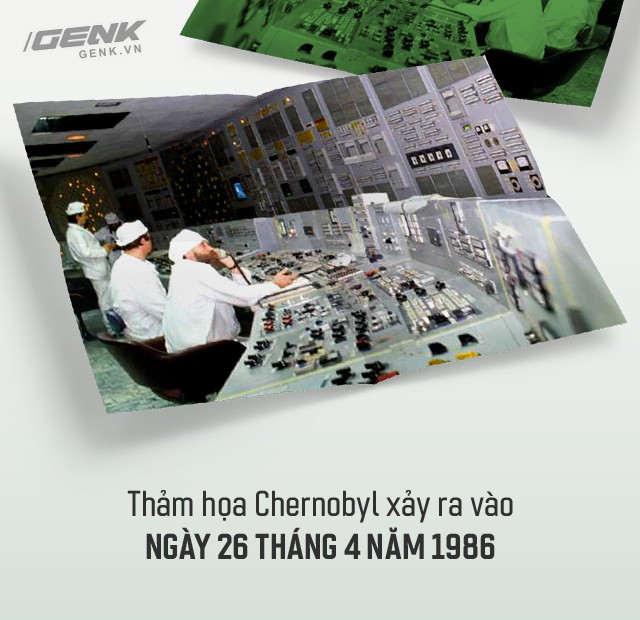 GENK
GENK.VN
Thảm họa Chernobyl xảy ra vào
NGÀY 26 THÁNG 4 NĂM 1986